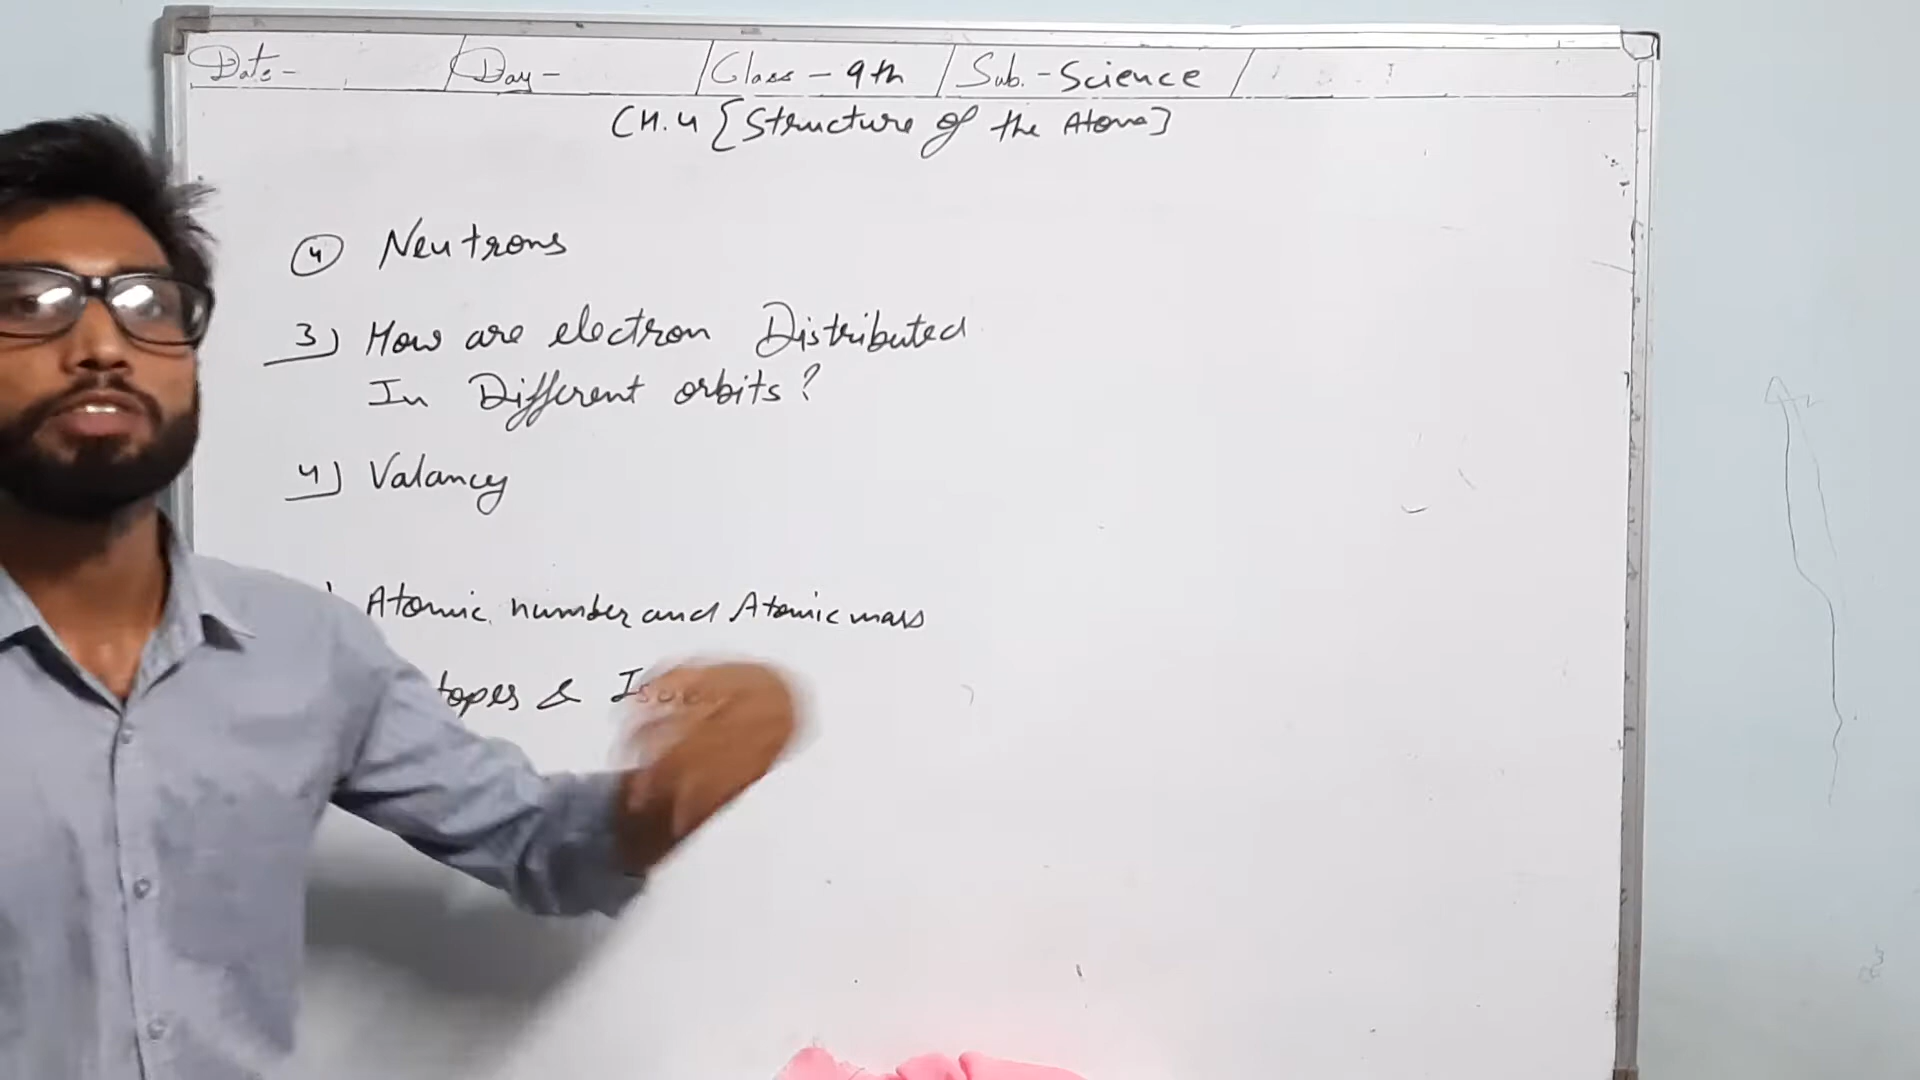 Date- Day- Class - 9th Sub. - Science
CH.4 [Structure of the Atom]
4 Neutrons
3) How are electron Distributed
In Different orbits?
4) Valancy
Atomic number and Atomic mass
topes &